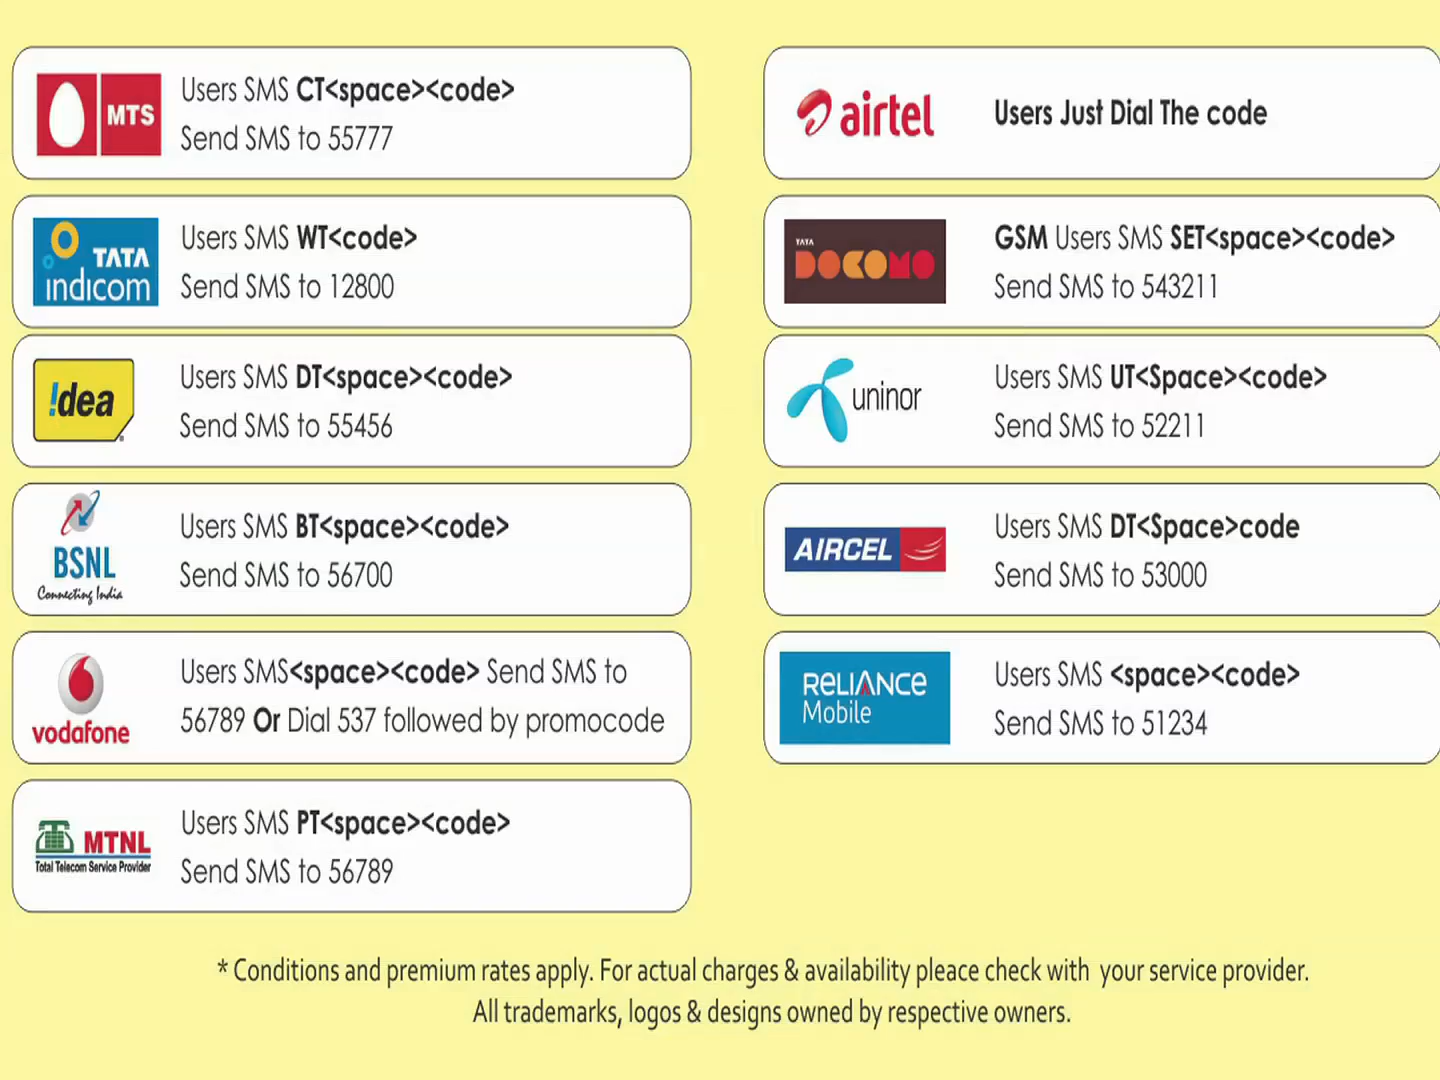 MTS
Users SMS CT<space><code>
Send SMS to 55777
airtel
Users Just Dial The code
TATA
indicom
Users SMS WT<code>
Send SMS to 12800
TATA
DOCOMO
GSM Users SMS SET<space><code>
Send SMS to 543211
!dea
Users SMS DT<space><code>
Send SMS to 55456
uninor
Users SMS UT<Space><code>
Send SMS to 52211
BSNL
Connecting India
Users SMS BT<space><code>
Send SMS to 56700
AIRCEL
Users SMS DT<Space>code
Send SMS to 53000
vodafone
Users SMS<space><code> Send SMS to
56789 Or Dial 537 followed by promocode
RELIANCe
Mobile
Users SMS <space><code>
Send SMS to 51234
MTNL
Total Telecom Service Provider
Users SMS PT<space><code>
Send SMS to 56789
* Conditions and premium rates apply. For actual charges & availability pleace check with your service provider.
All trademarks, logos & designs owned by respective owners.